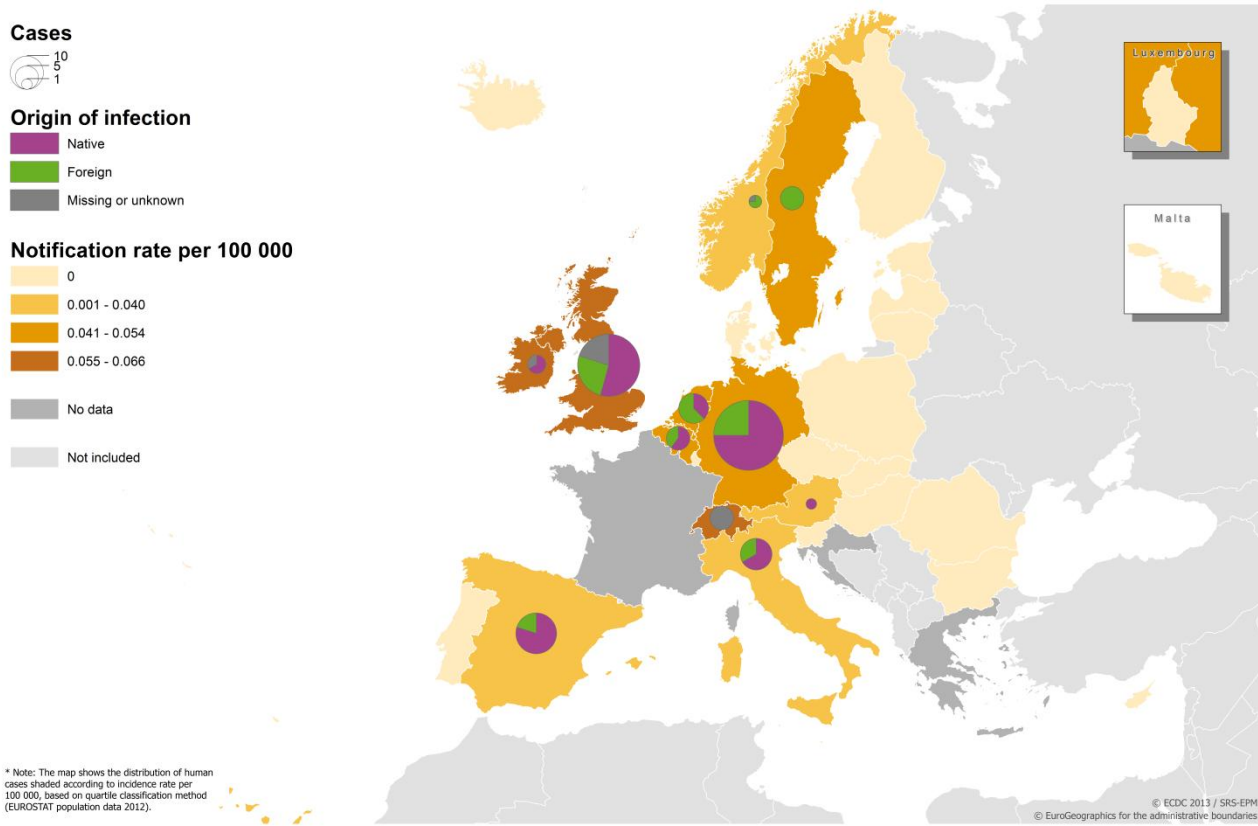 Cases
10
5
1
Origin of infection
Native
Foreign
Missing or unknown
Notification rate per 100 000
0
0.001 - 0.040
0.041 - 0.054
0.055 - 0.066
No data
Not included
Luxembourg
Malta
* Note: The map shows the distribution of human
cases shaded according to incidence rate per
100 000, based on quartile classification method
(EUROSTAT population data 2012).
© ECDC 2013 / SRS-EPM
© EuroGeographics for the administrative boundaries